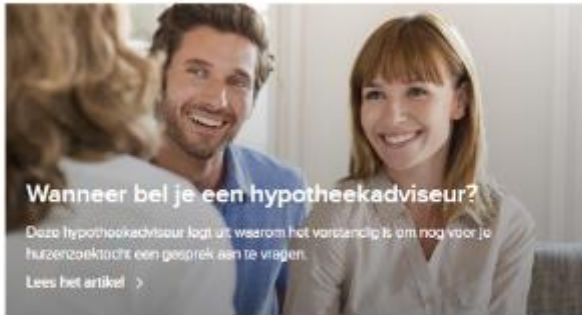 Wanneer bel je een hypotheekadviseur?
Deze hypotheekadviseur legt uit waarom het verstandig is om nog voor je
huizenzoektocht een gesprek aan te vragen.
Lees het artikel >